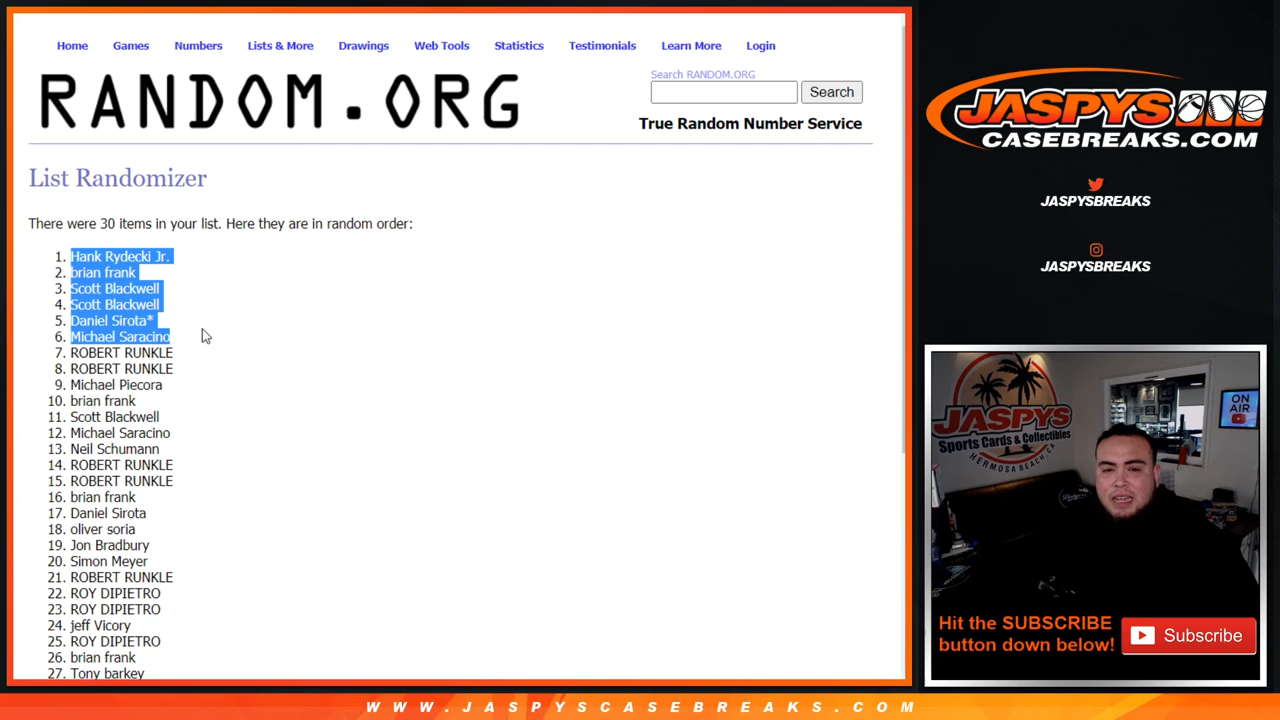 Home Games Numbers Lists & More Drawings Web Tools Statistics Testimonials Learn More Login
RANDOM.ORG
Search RANDOM.ORG
Search
True Random Number Service
List Randomizer
There were 30 items in your list. Here they are in random order:
1. Hank Rydecki Jr.
2. brian frank
3. Scott Blackwell
4. Scott Blackwell
5. Daniel Sirota*
6. Michael Saracino
7. ROBERT RUNKLE
8. ROBERT RUNKLE
9. Michael Piecora
10. brian frank
11. Scott Blackwell
12. Michael Saracino
13. Neil Schumann
14. ROBERT RUNKLE
15. ROBERT RUNKLE
16. brian frank
17. Daniel Sirota
18. oliver soria
19. Jon Bradbury
20. Simon Meyer
21. ROBERT RUNKLE
22. ROY DIPIETRO
23. ROY DIPIETRO
24. jeff Vicory
25. ROY DIPIETRO
26. brian frank
27. Tony barkey
JASPYS
CASEBREAKS.COM
JASPYSBREAKS
JASPYSBREAKS
JASPYS
Sports Cards & Collectibles
HERMOSA BEACH, CA
ON
AIR
Hit the SUBSCRIBE
button down below!
Subscribe
WWW.JASPYSCASEBREAKS.COM